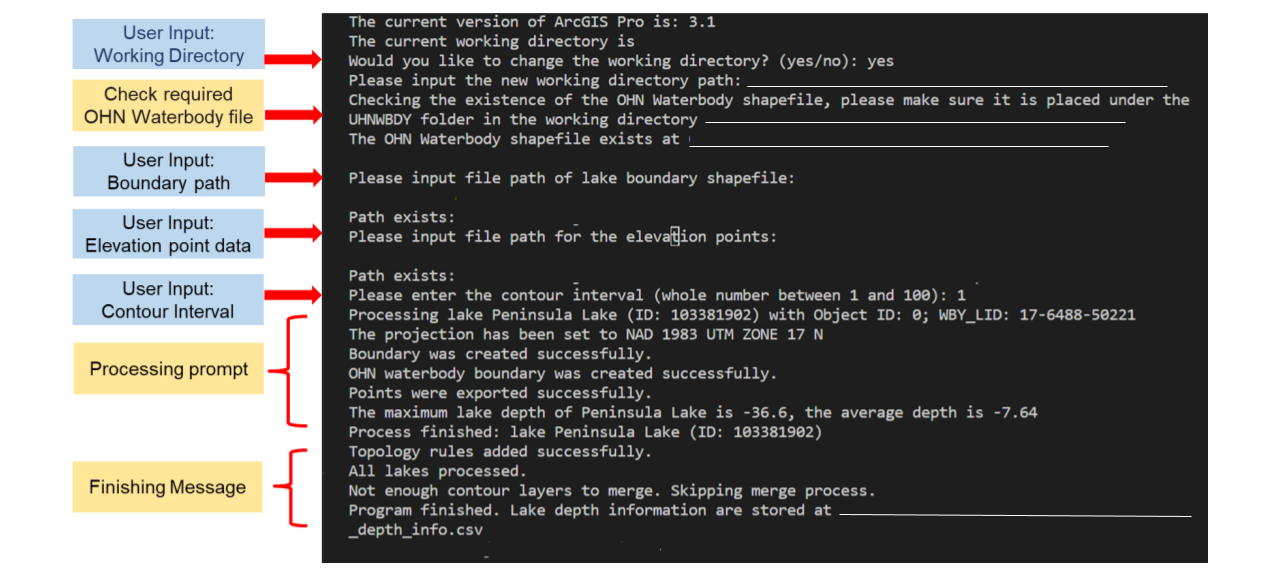 User Input:
Working Directory
Check required
OHN Waterbody file
User Input:
Boundary path
User Input:
Elevation point data
User Input:
Contour Interval
Processing prompt
Finishing Message
The current version of ArcGIS Pro is: 3.1
The current working directory is
Would you like to change the working directory? (yes/no): yes
Please input the new working directory path:
Checking the existence of the OHN Waterbody shapefile, please make sure it is placed under the
UHNWBDY folder in the working directory
The OHN Waterbody shapefile exists at
Please input file path of lake boundary shapefile:
Path exists:
Please input file path for the elevation points:
Path exists:
Please enter the contour interval (whole number between 1 and 100): 1
Processing lake Peninsula Lake (ID: 103381902) with Object ID: 0; WBY_LID: 17-6488-50221
The projection has been set to NAD 1983 UTM ZONE 17 N
Boundary was created successfully.
OHN waterbody boundary was created successfully.
Points were exported successfully.
The maximum lake depth of Peninsula Lake is -36.6, the average depth is -7.64
Process finished: lake Peninsula Lake (ID: 103381902)
Topology rules added successfully.
All lakes processed.
Not enough contour layers to merge. Skipping merge process.
Program finished. Lake depth information are stored at
_depth_info.csv